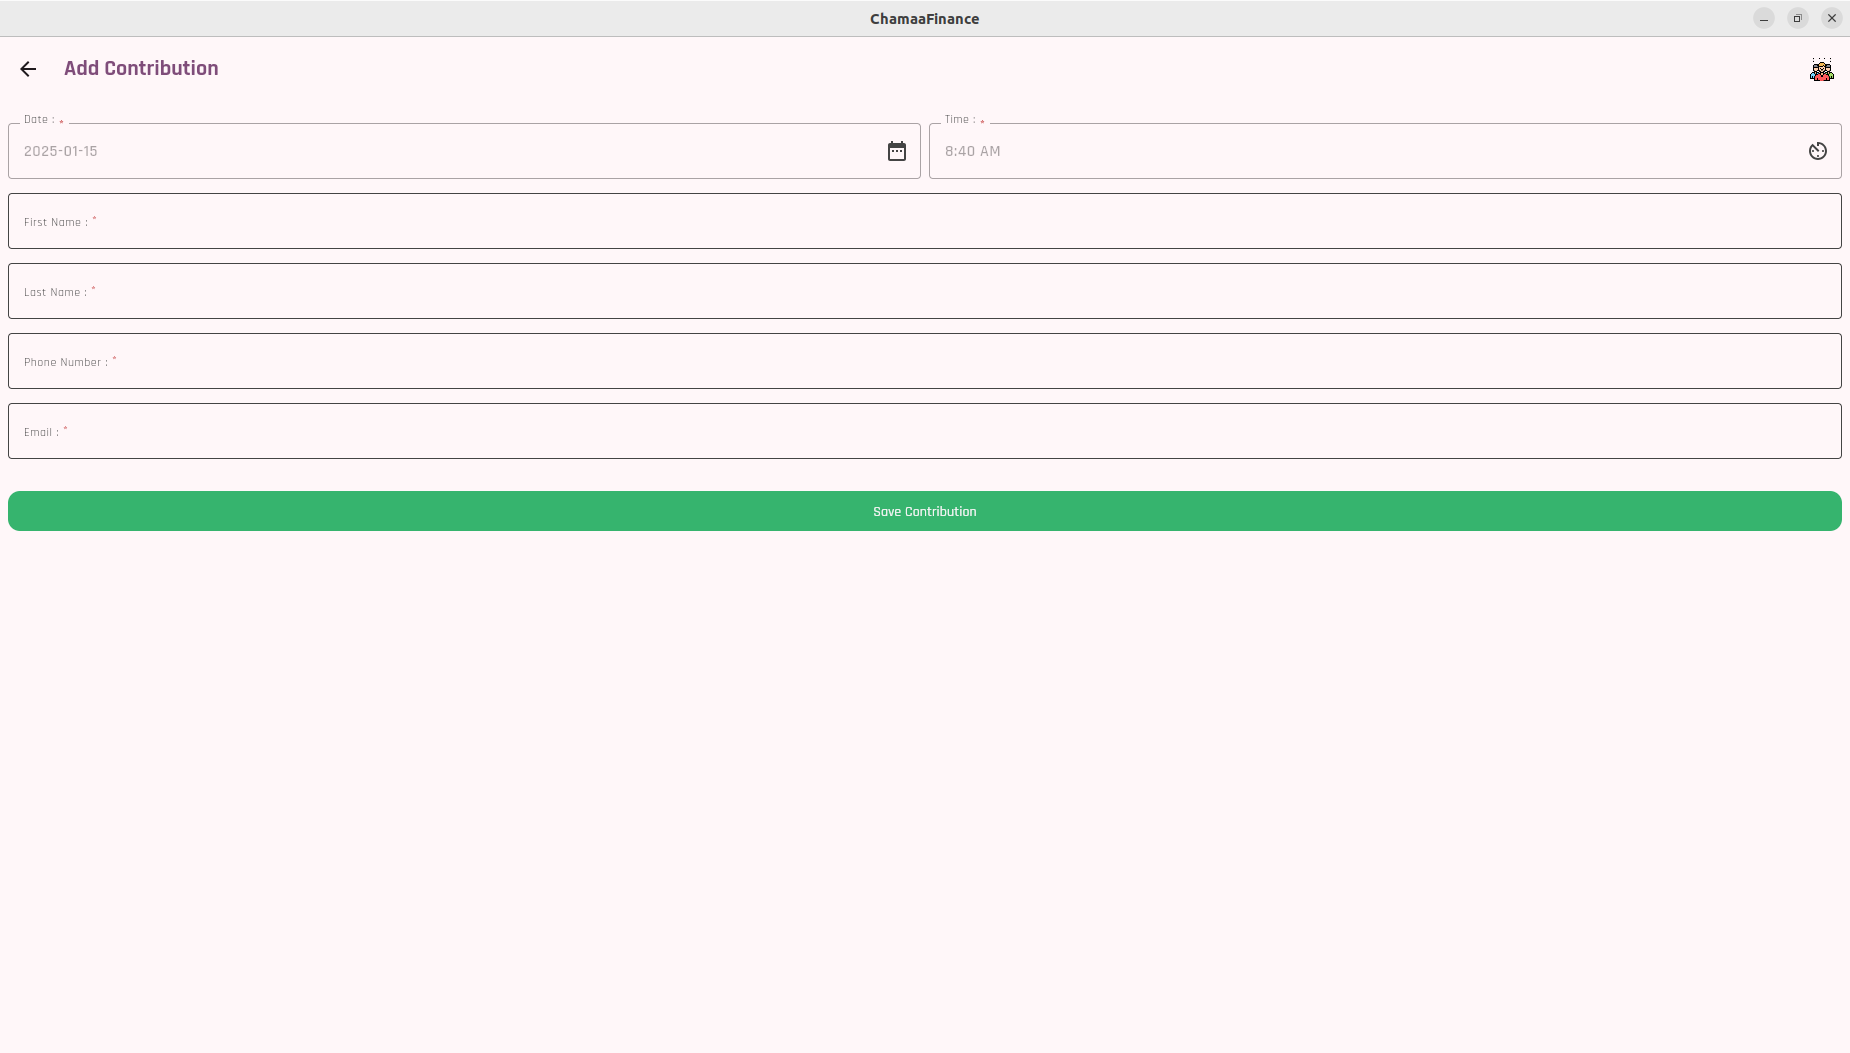 ChamaaFinance
Add Contribution
Date : *
Time : *
2025-01-15
8:40 AM
First Name : *
Last Name : *
Phone Number : *
Email : *
Save Contribution